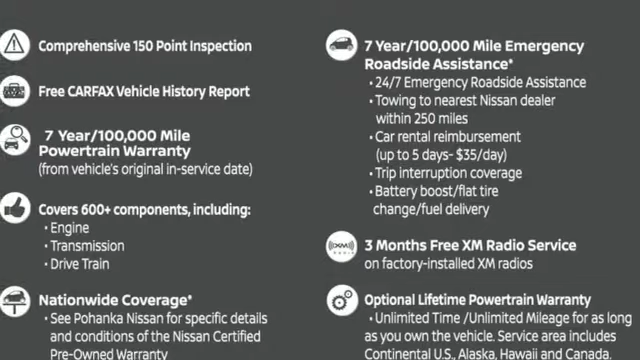 Comprehensive 150 Point Inspection
Free CARFAX Vehicle History Report
7 Year/100,000 Mile
Powertrain Warranty
(from vehicle's original in-service date)
Covers 600+ components, including:
• Engine
• Transmission
• Drive Train
Nationwide Coverage*
• See Pohanka Nissan for specific details
and conditions of the Nissan Certified
Pre-Owned Warranty
7 Year/100,000 Mile Emergency
Roadside Assistance*
• 24/7 Emergency Roadside Assistance
• Towing to nearest Nissan dealer
within 250 miles
• Car rental reimbursement
(up to 5 days- $35/day)
• Trip interruption coverage
• Battery boost/flat tire
change/fuel delivery
XM
3 Months Free XM Radio Service
on factory-installed XM radios
Optional Lifetime Powertrain Warranty
• Unlimited Time /Unlimited Mileage for as long
as you own the vehicle. Service area includes
Continental U.S., Alaska, Hawaii and Canada.